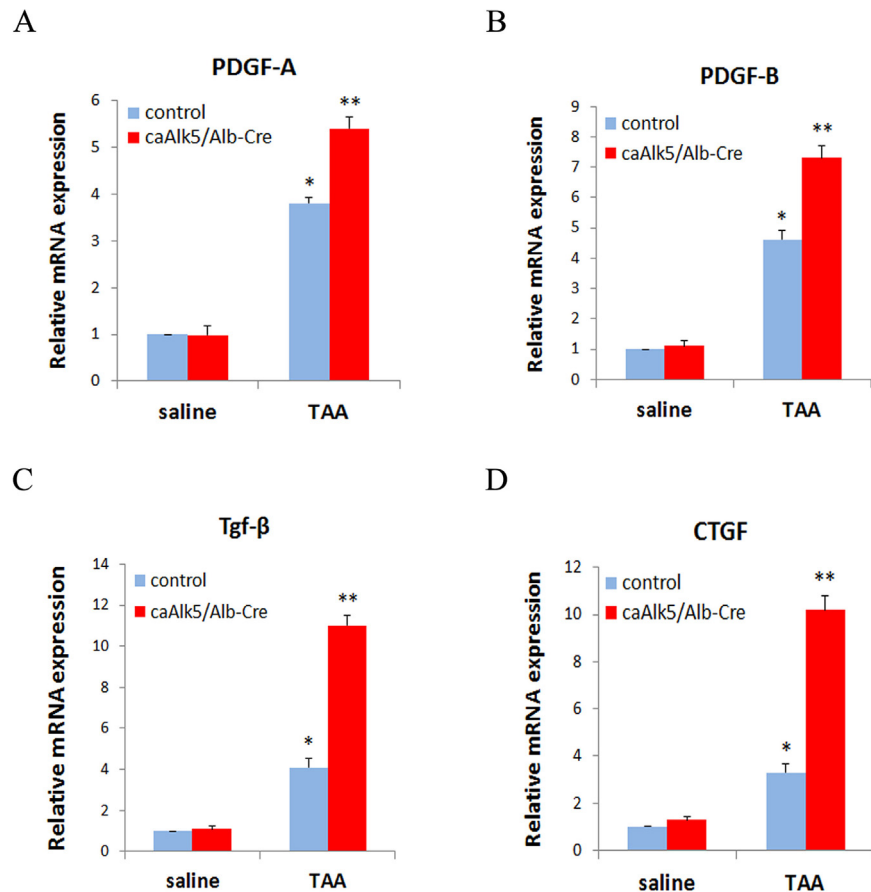 A
PDGF-A
control
caAlk5/Alb-Cre
Relative mRNA expression
6
5
4
3
2
1
0
*
**
saline TAA
B
PDGF-B
control
caAlk5/Alb-Cre
Relative mRNA expression
9
8
7
6
5
4
3
2
1
0
*
**
saline TAA
C
Tgf-β
control
caAlk5/Alb-Cre
Relative mRNA expression
14
12
10
8
6
4
2
0
*
**
saline TAA
D
CTGF
control
caAlk5/Alb-Cre
Relative mRNA expression
12
10
8
6
4
2
0
*
**
saline TAA